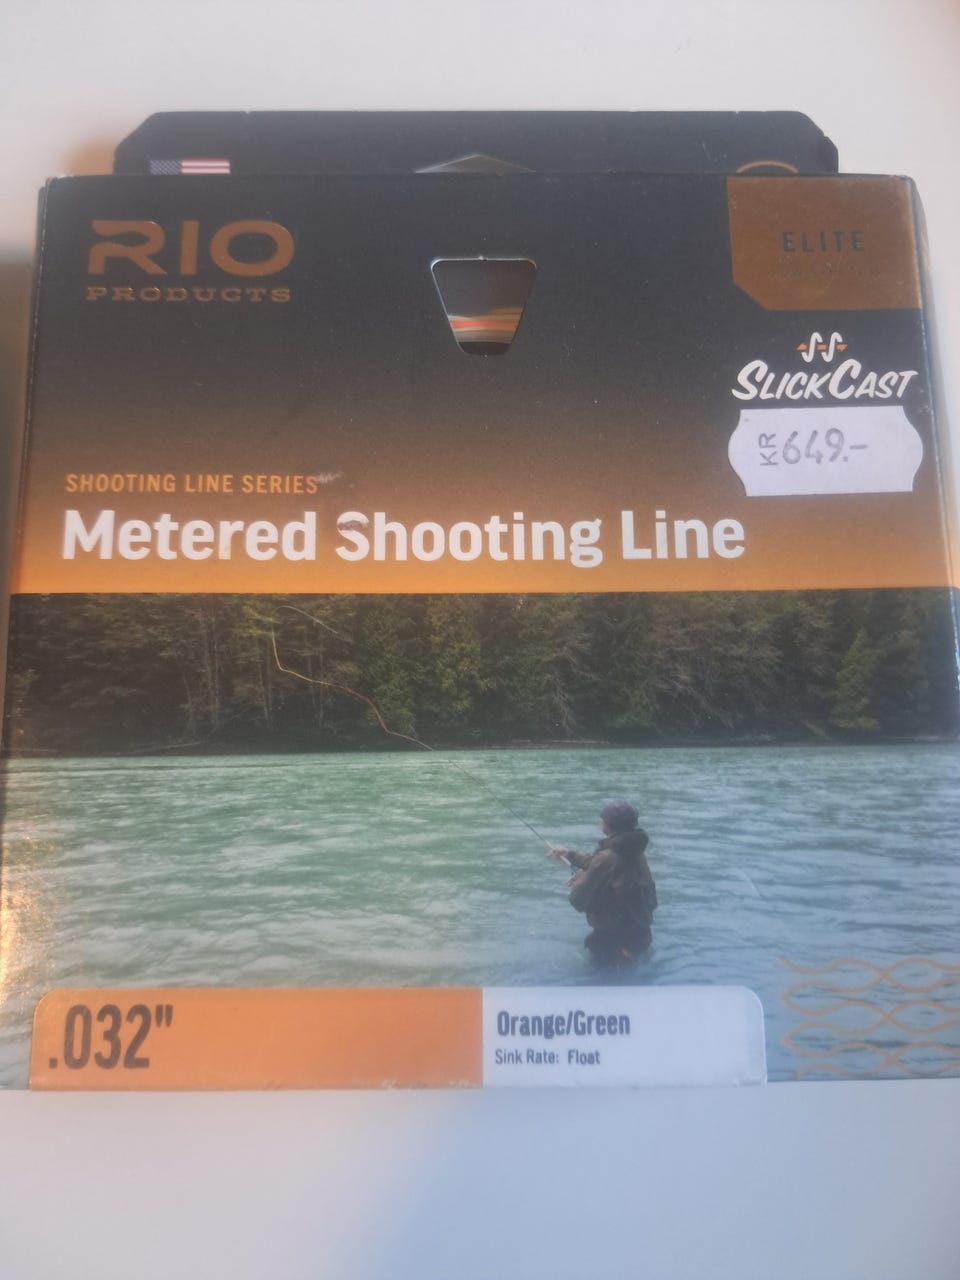 RIO
PRODUCTS
ELITE
SLICKCAST
KR 649.-
SHOOTING LINE SERIES
Metered Shooting Line
.032"
Orange/Green
Sink Rate: Float